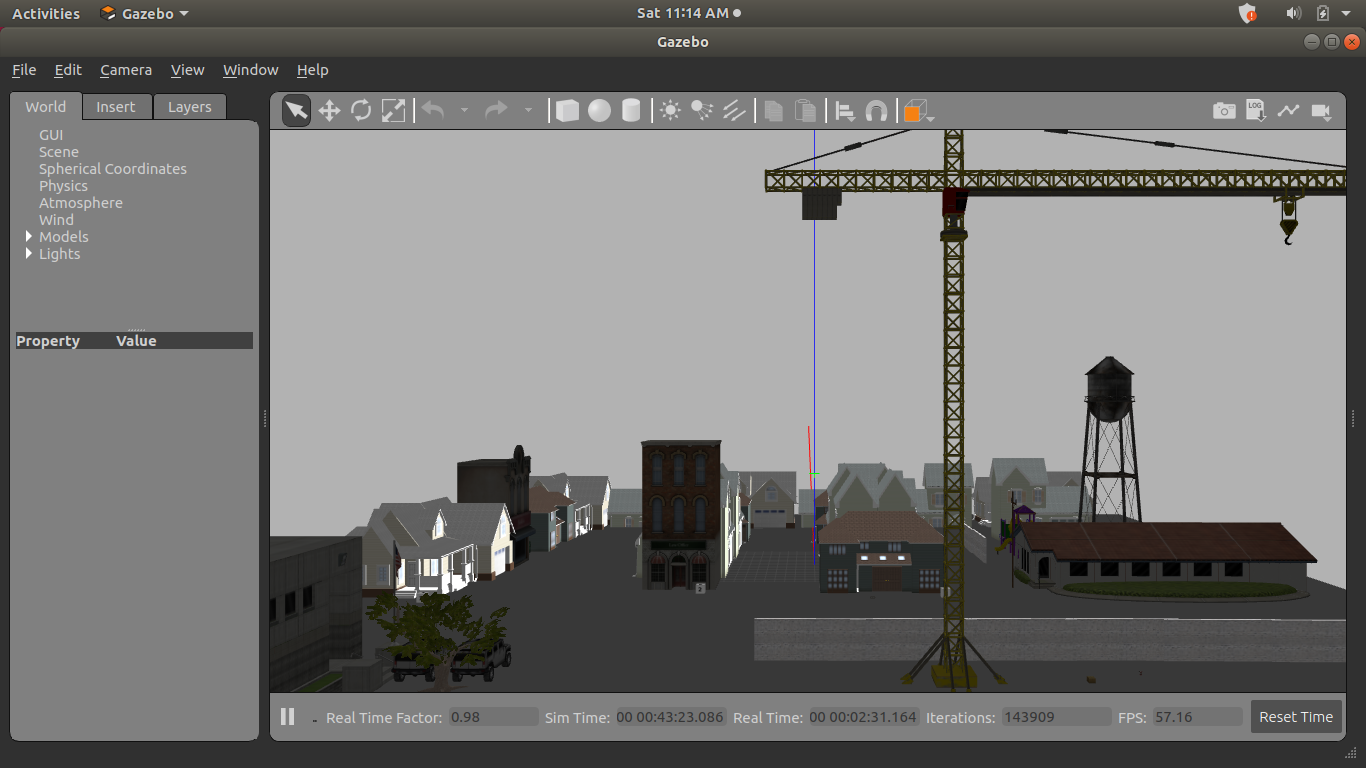 Activities Gazebo Sat 11:14 AM
Gazebo
File Edit Camera View Window Help
World Insert Layers
LOG
GUI
Scene
Spherical Coordinates
Physics
Atmosphere
Wind
Models
Lights
Property Value
Real Time Factor: 0.98 Sim Time: 00 00:43:23.086 Real Time: 00 00:02:31.164 Iterations: 143909 FPS: 57.16 Reset Time